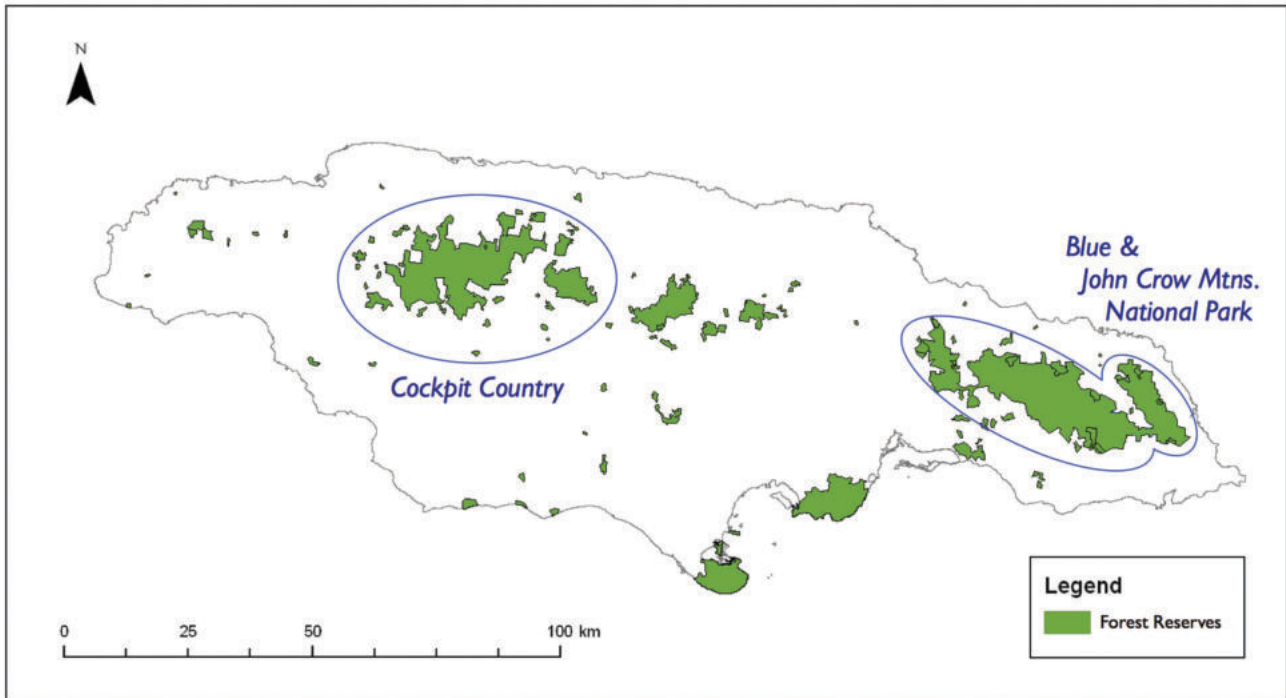 N
Blue &
John Crow Mtns.
National Park
Cockpit Country
Legend
Forest Reserves
0 25 50 100 km